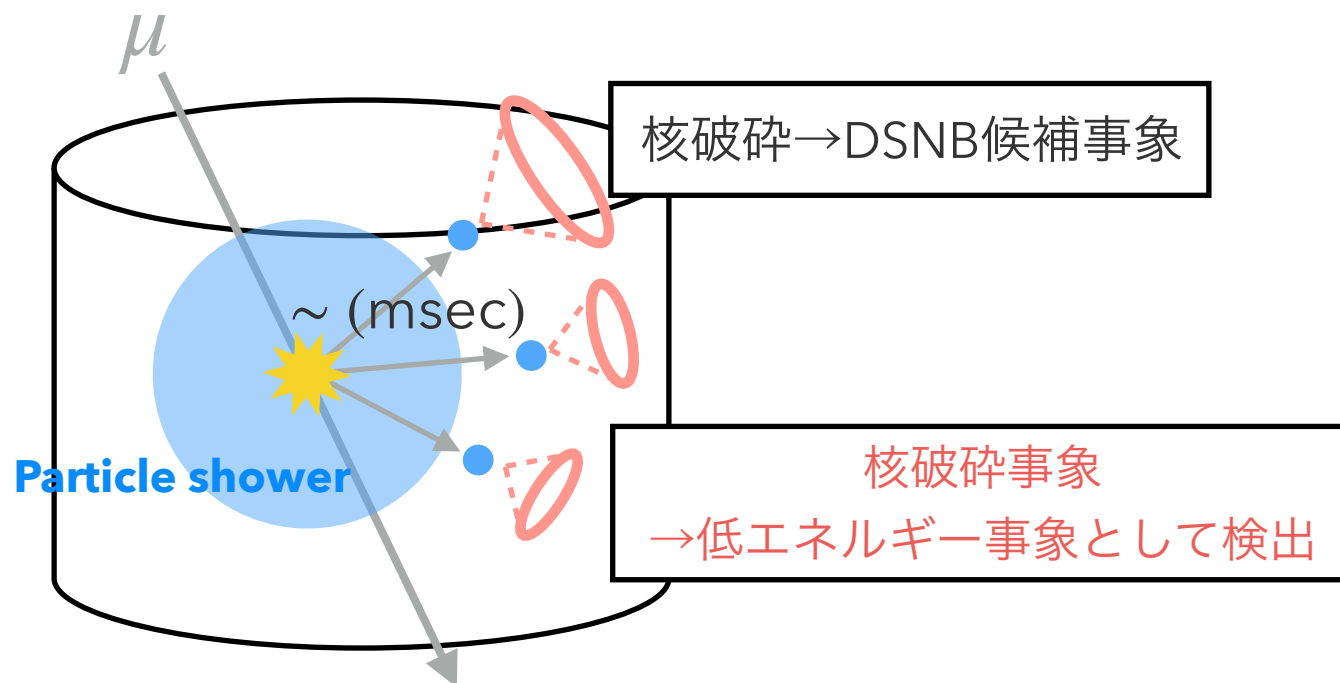 μ
核破砕→DSNB候補事象
~ (msec)
Particle shower
核破砕事象
→低エネルギー事象として検出